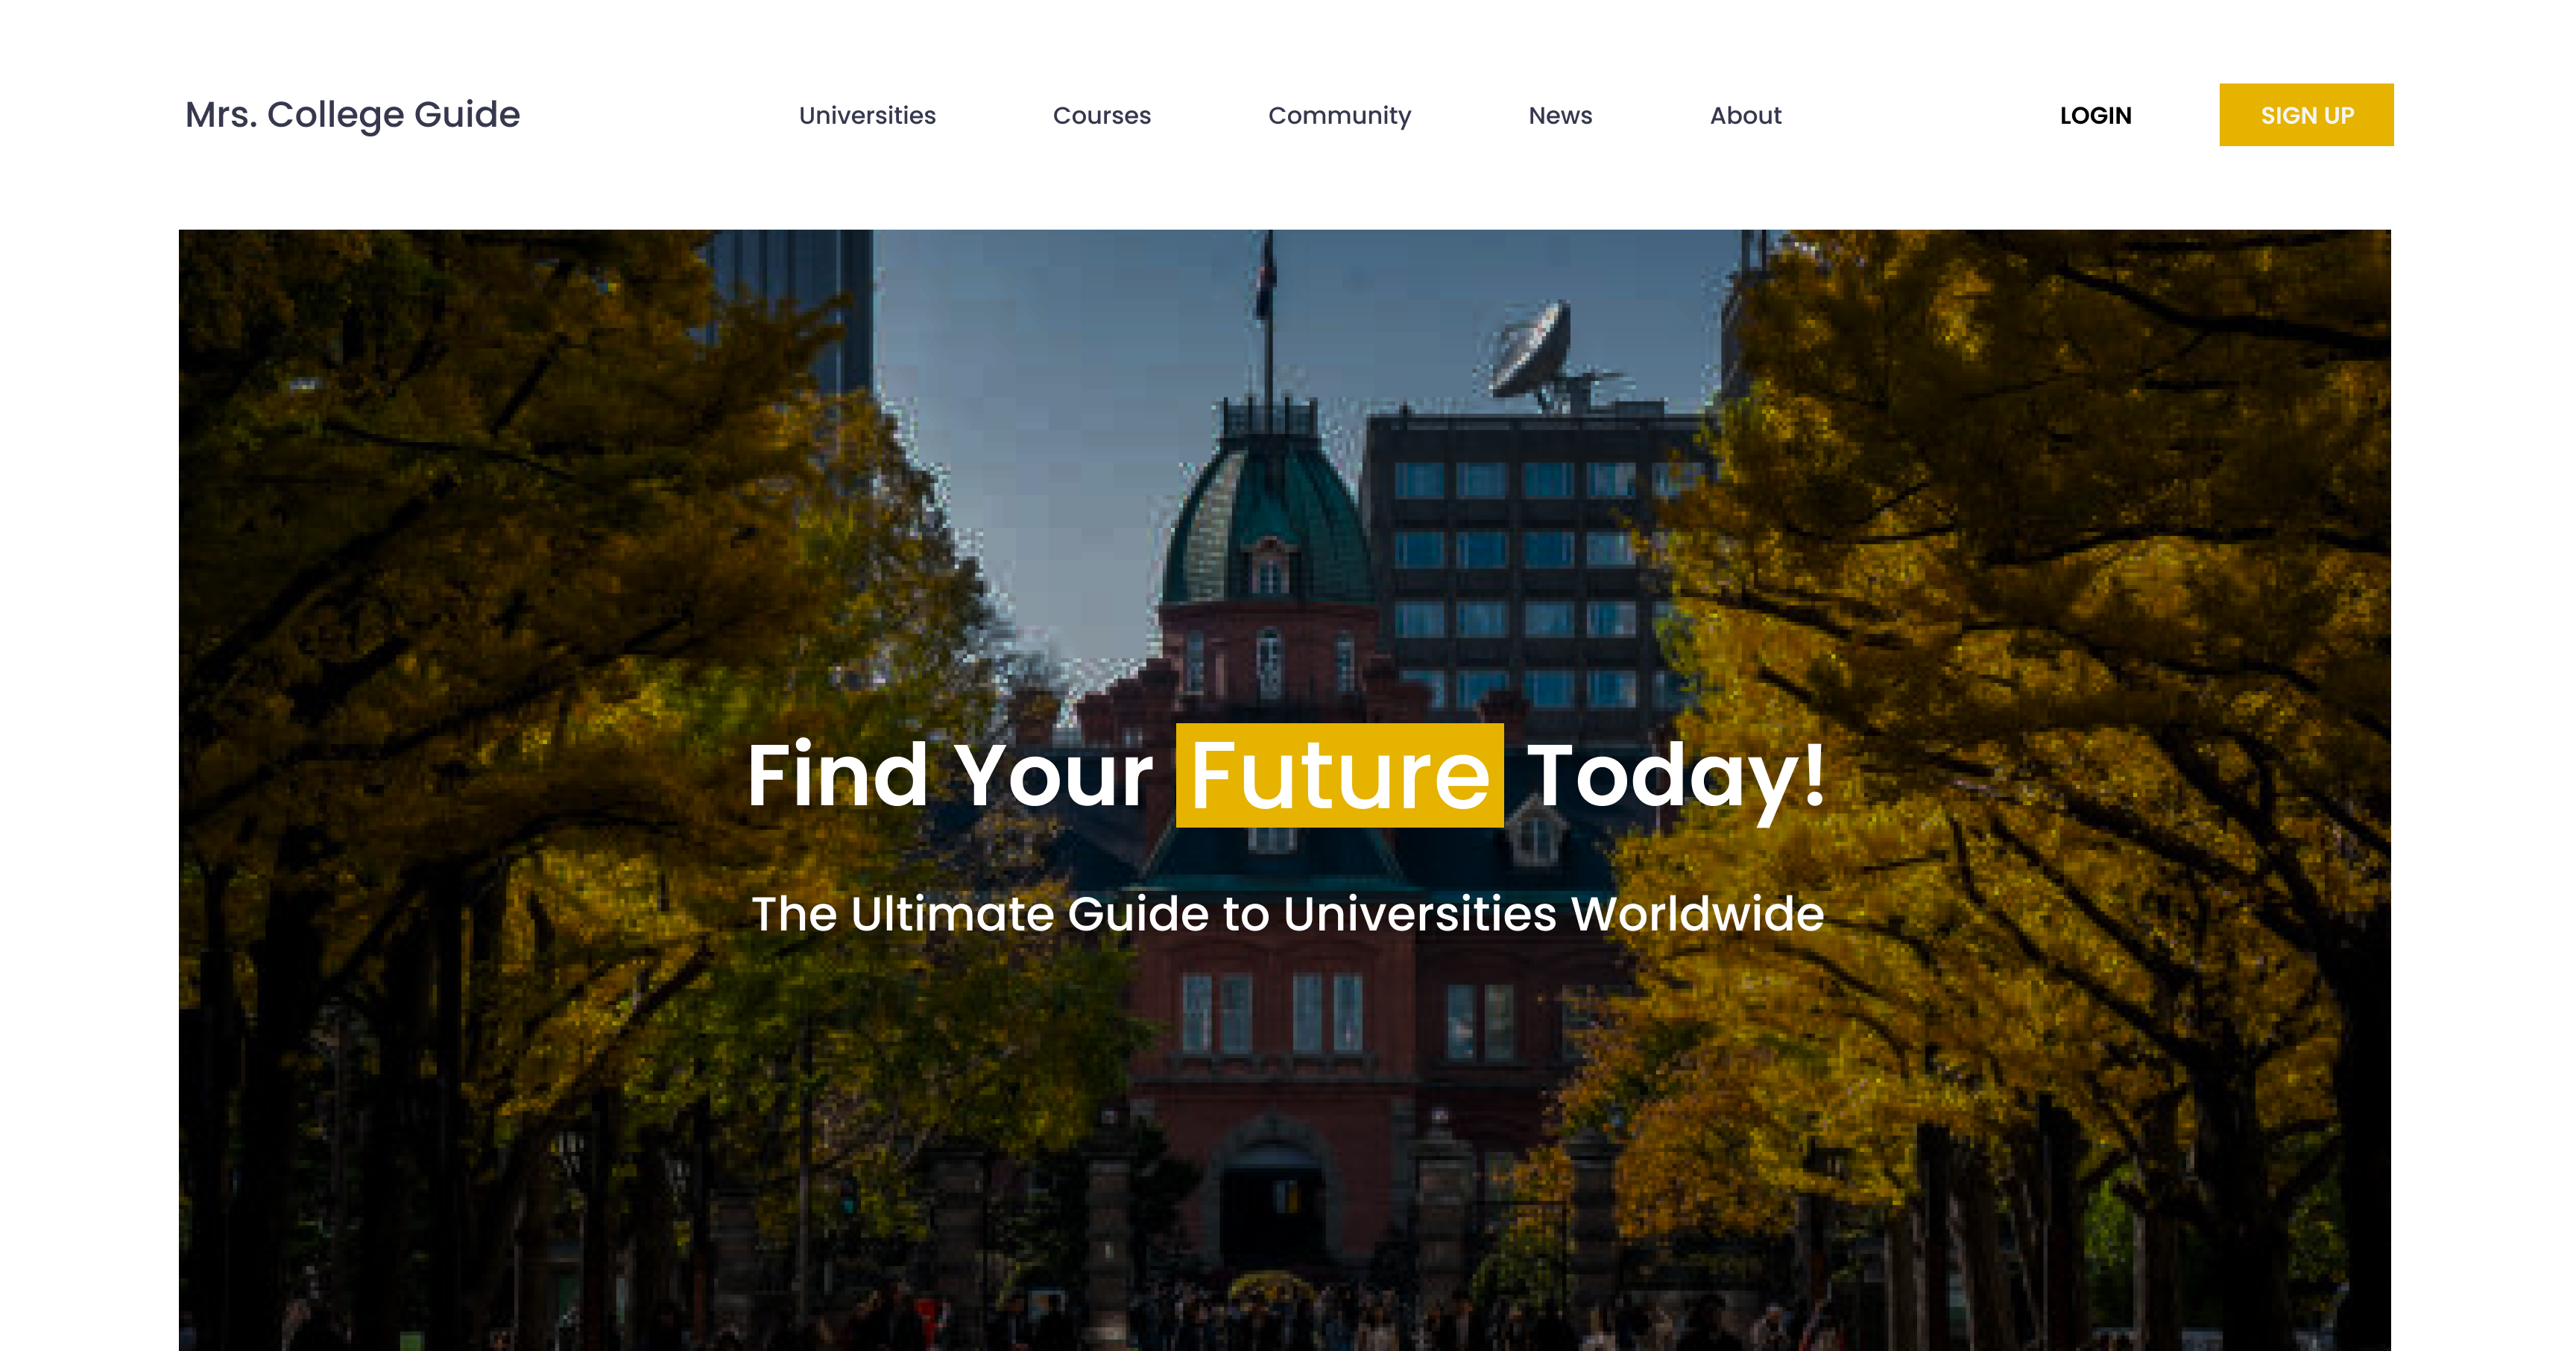 Mrs. College Guide
Universities Courses Community News About
LOGIN SIGN UP
Find Your Future Today!
The Ultimate Guide to Universities Worldwide